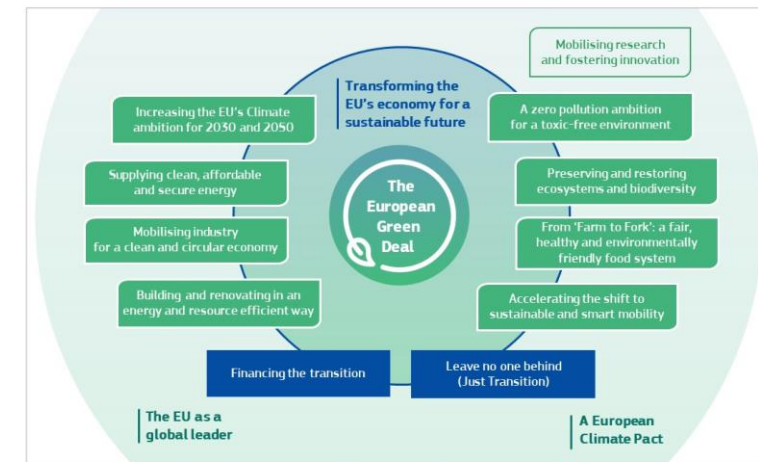 Mobilising research
and fostering innovation
Transforming the
EU's economy for a
sustainable future
Increasing the EU's Climate
ambition for 2030 and 2050
A zero pollution ambition
for a toxic-free environment
Supplying clean, affordable
and secure energy
Preserving and restoring
ecosystems and biodiversity
The
European
Green
Deal
Mobilising industry
for a clean and circular economy
From 'Farm to Fork': a fair,
healthy and environmentally
friendly food system
Building and renovating in an
energy and resource efficient way
Accelerating the shift to
sustainable and smart mobility
Financing the transition
Leave no one behind
(Just Transition)
The EU as a
global leader
A European
Climate Pact